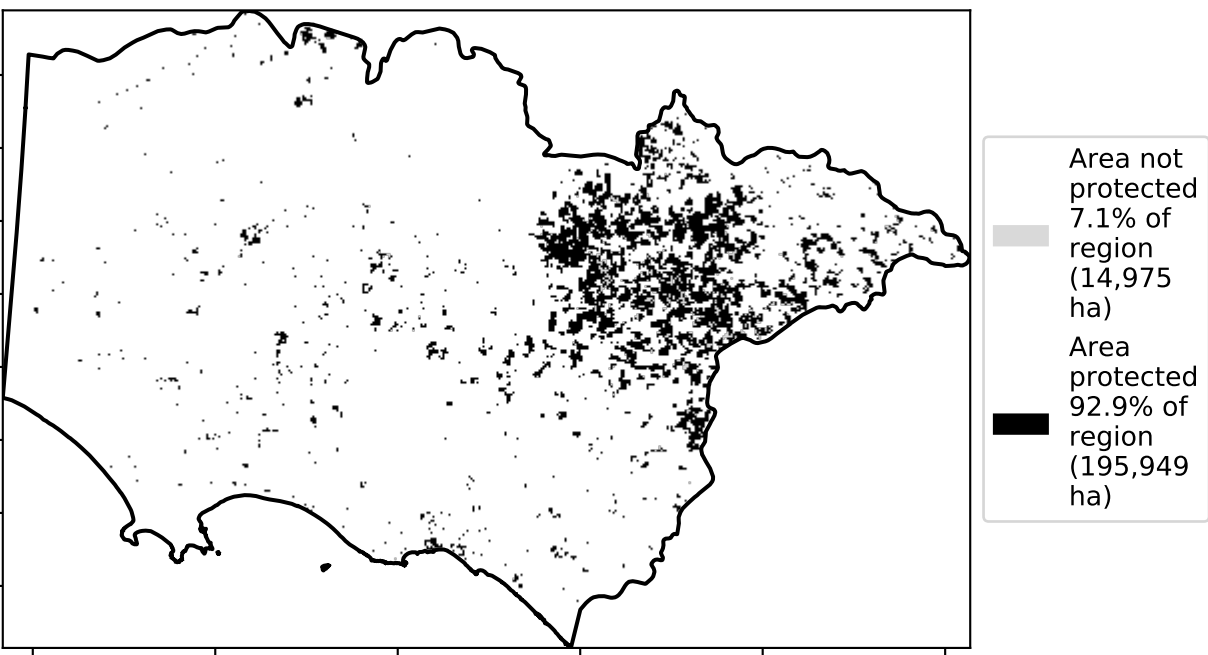 Area not
protected
7.1% of
region
(14,975
ha)
Area
protected
92.9% of
region
(195,949
ha)